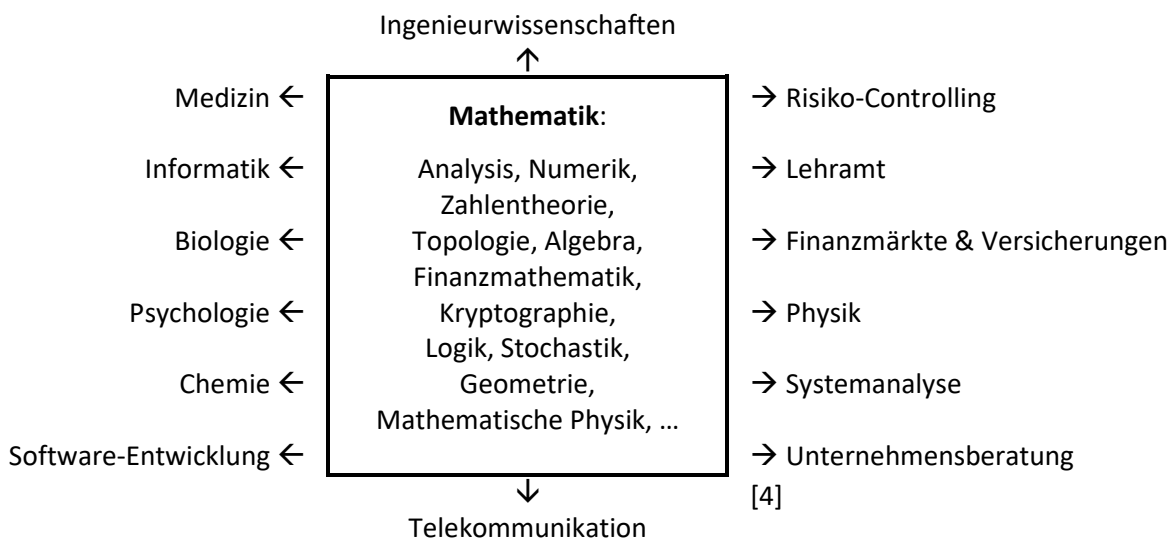 Ingenieurwissenschaften
↑
Medizin ←
Informatik ←
Biologie ←
Psychologie ←
Chemie ←
Software-Entwicklung ←
Mathematik:
Analysis, Numerik,
Zahlentheorie,
Topologie, Algebra,
Finanzmathematik,
Kryptographie,
Logik, Stochastik,
Geometrie,
Mathematische Physik, …
→ Risiko-Controlling
→ Lehramt
→ Finanzmärkte & Versicherungen
→ Physik
→ Systemanalyse
→ Unternehmensberatung
[4]
↓
Telekommunikation